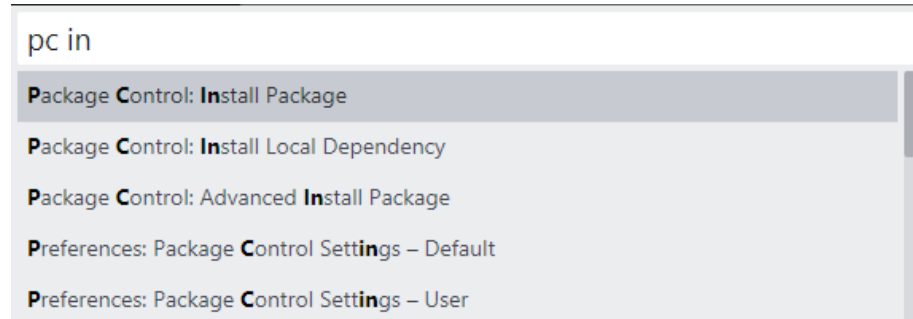 pc in
Package Control: Install Package
Package Control: Install Local Dependency
Package Control: Advanced Install Package
Preferences: Package Control Settings – Default
Preferences: Package Control Settings – User